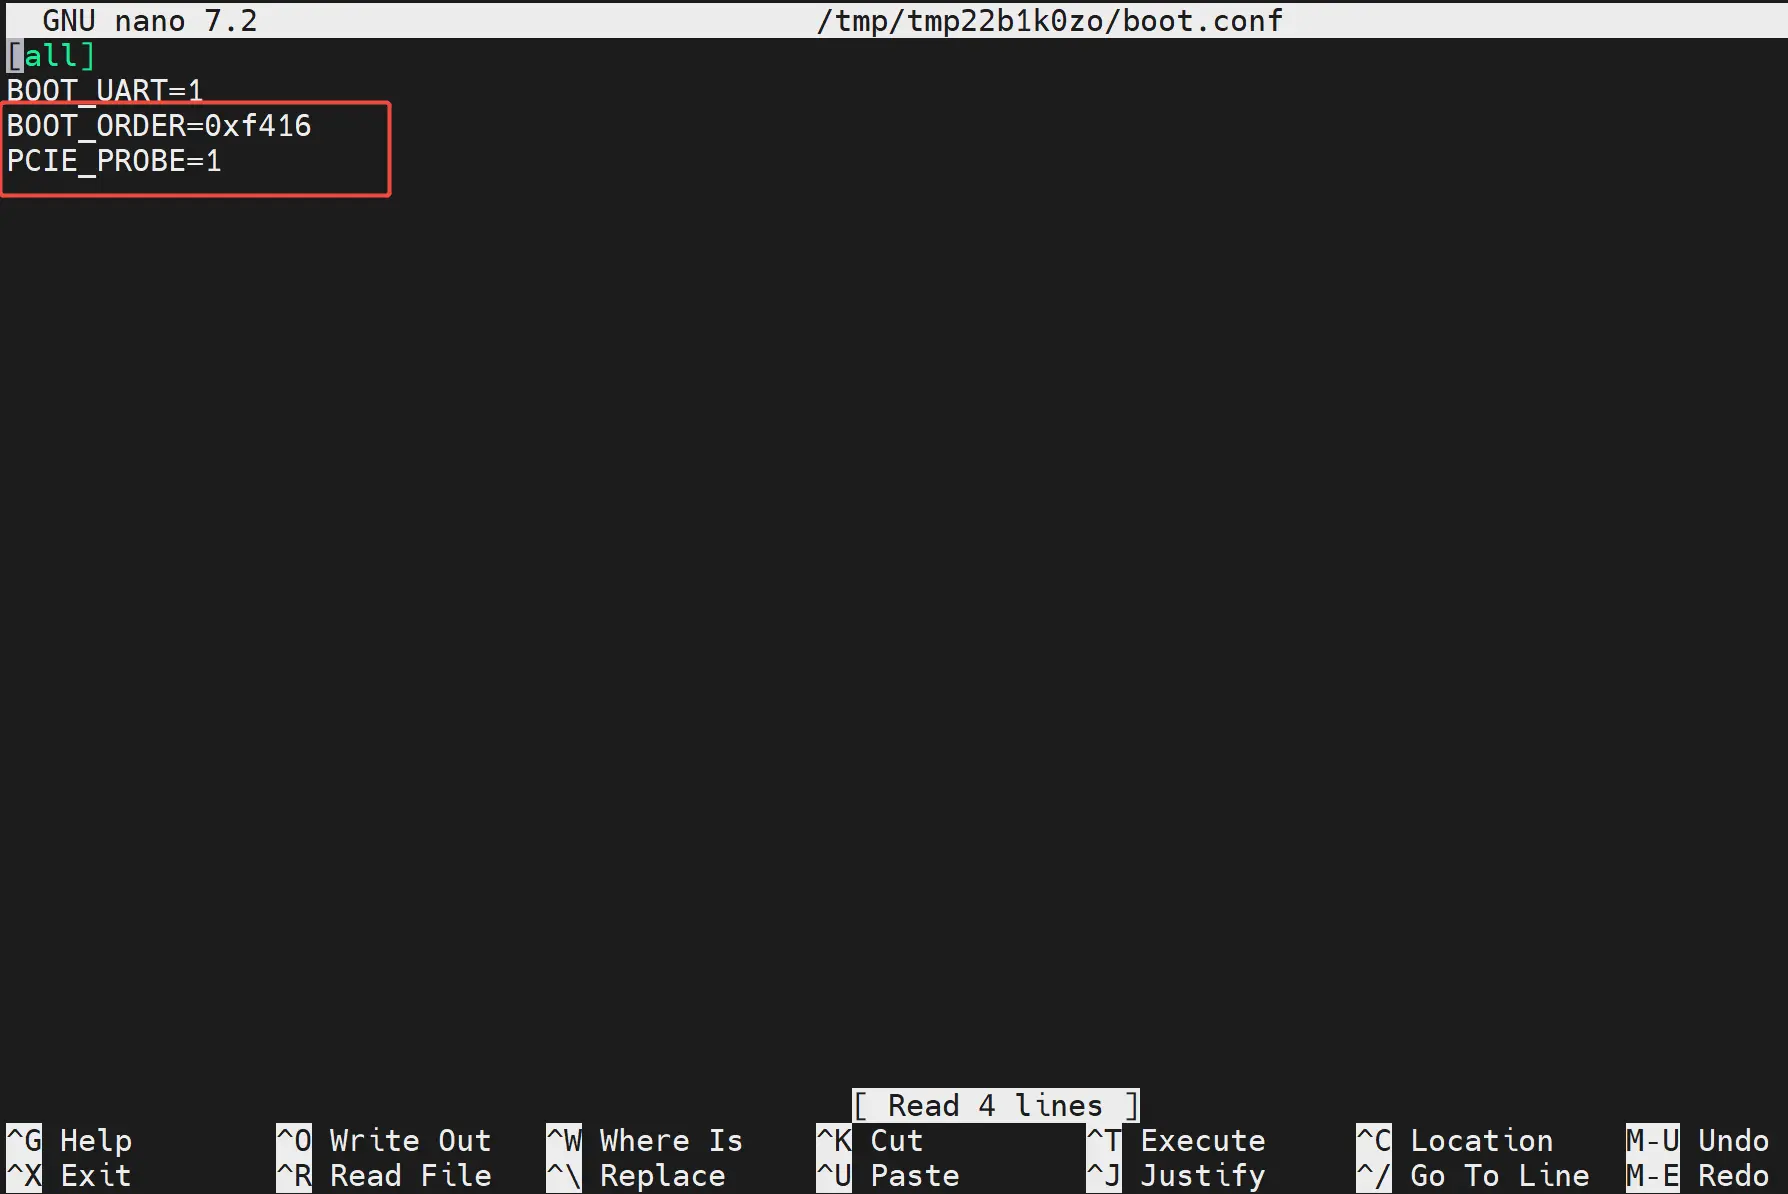 GNU nano 7.2 /tmp/tmp22b1k0zo/boot.conf
[all]
BOOT_UART=1
BOOT_ORDER=0xf416
PCIE_PROBE=1
[ Read 4 lines ]
^G Help ^O Write Out ^W Where Is ^K Cut ^T Execute ^C Location M-U Undo
^X Exit ^R Read File ^\ Replace ^U Paste ^J Justify ^/ Go To Line M-E Redo